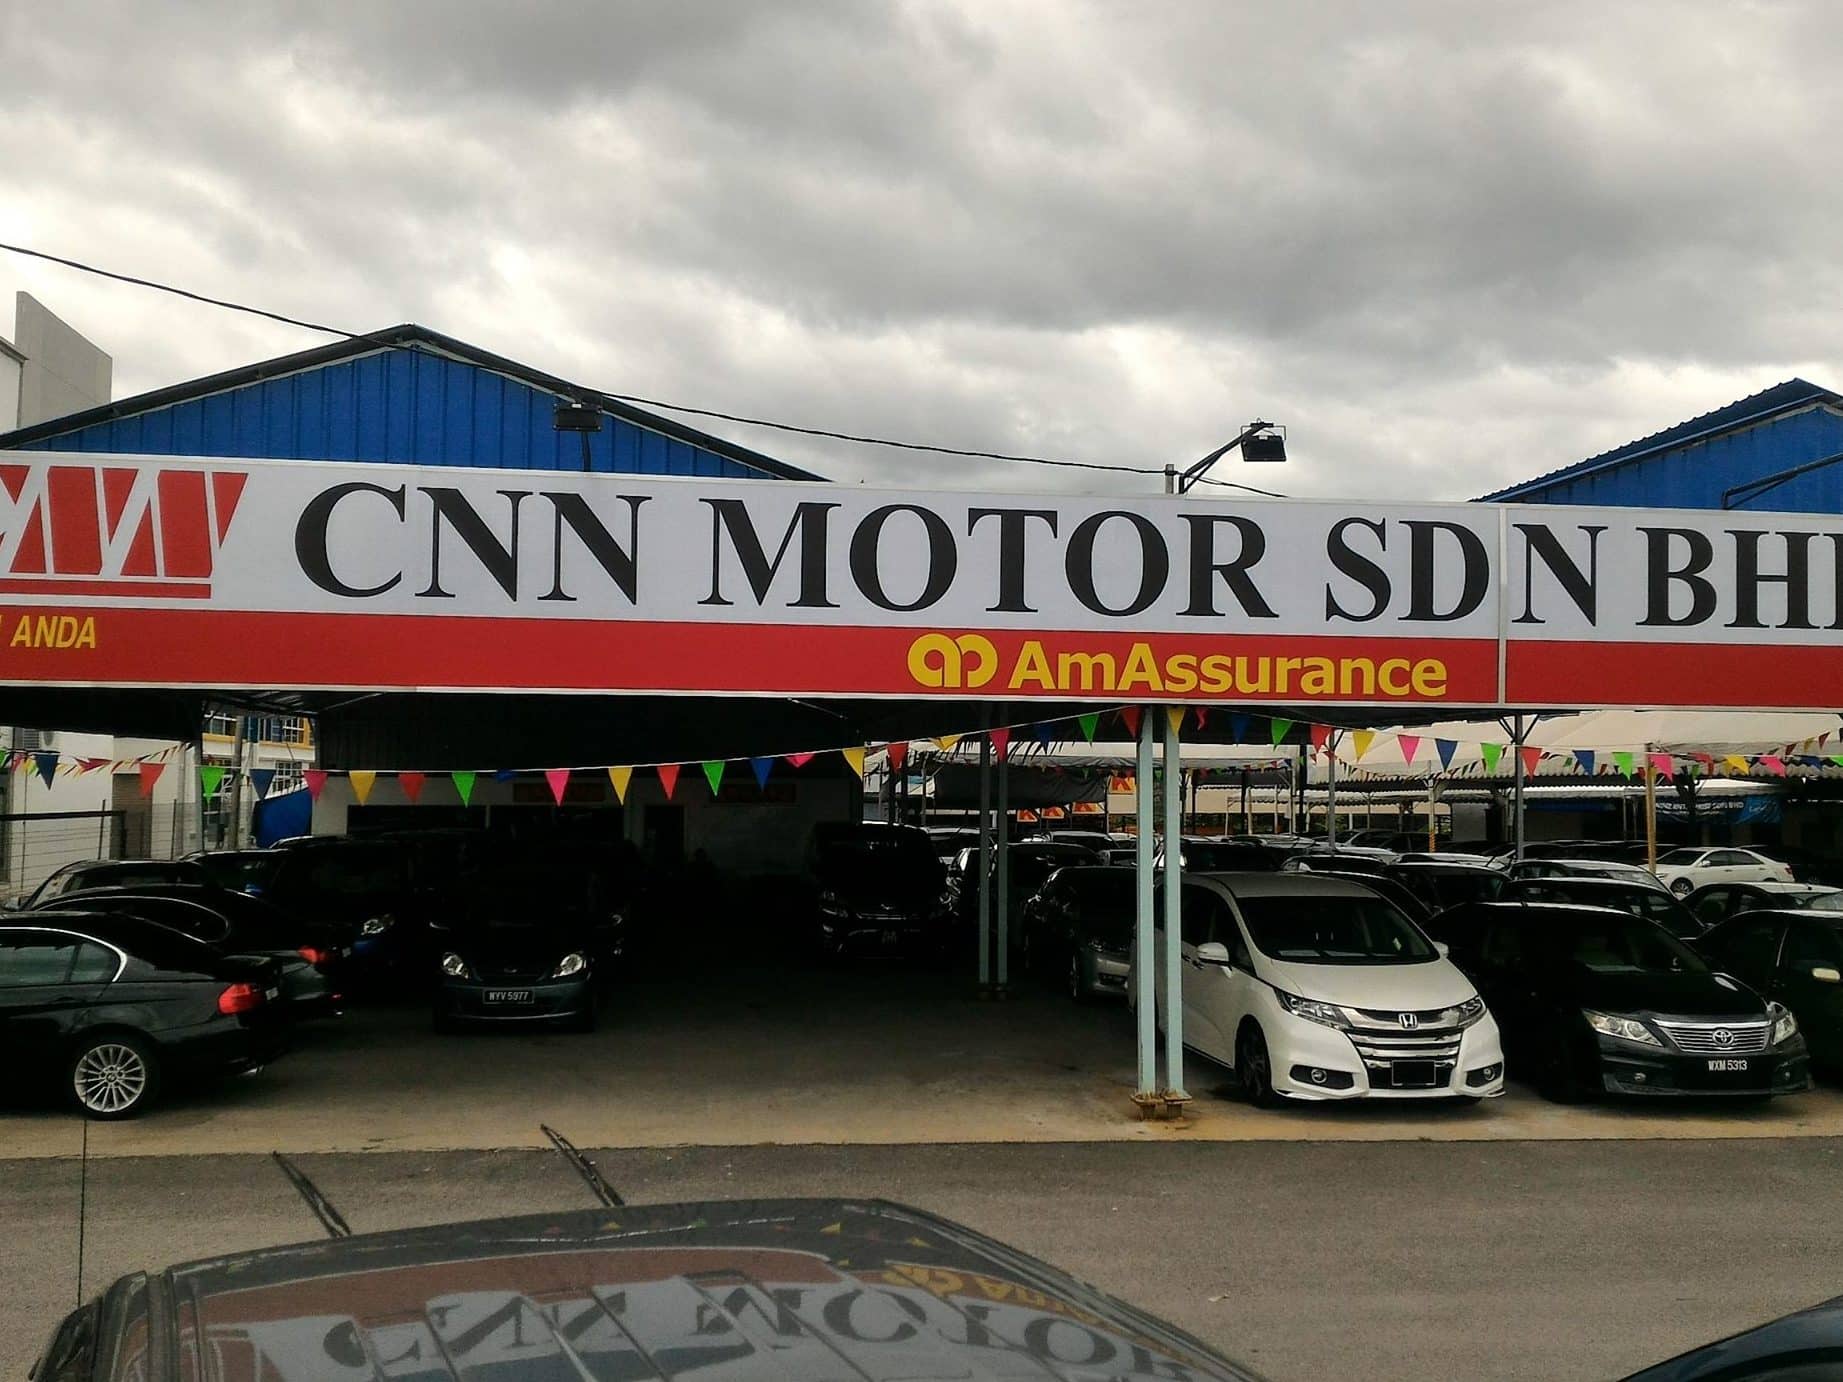 CNN MOTOR SDN BHD
ANDA
AmAssurance
WYV 5977
WXM 5313